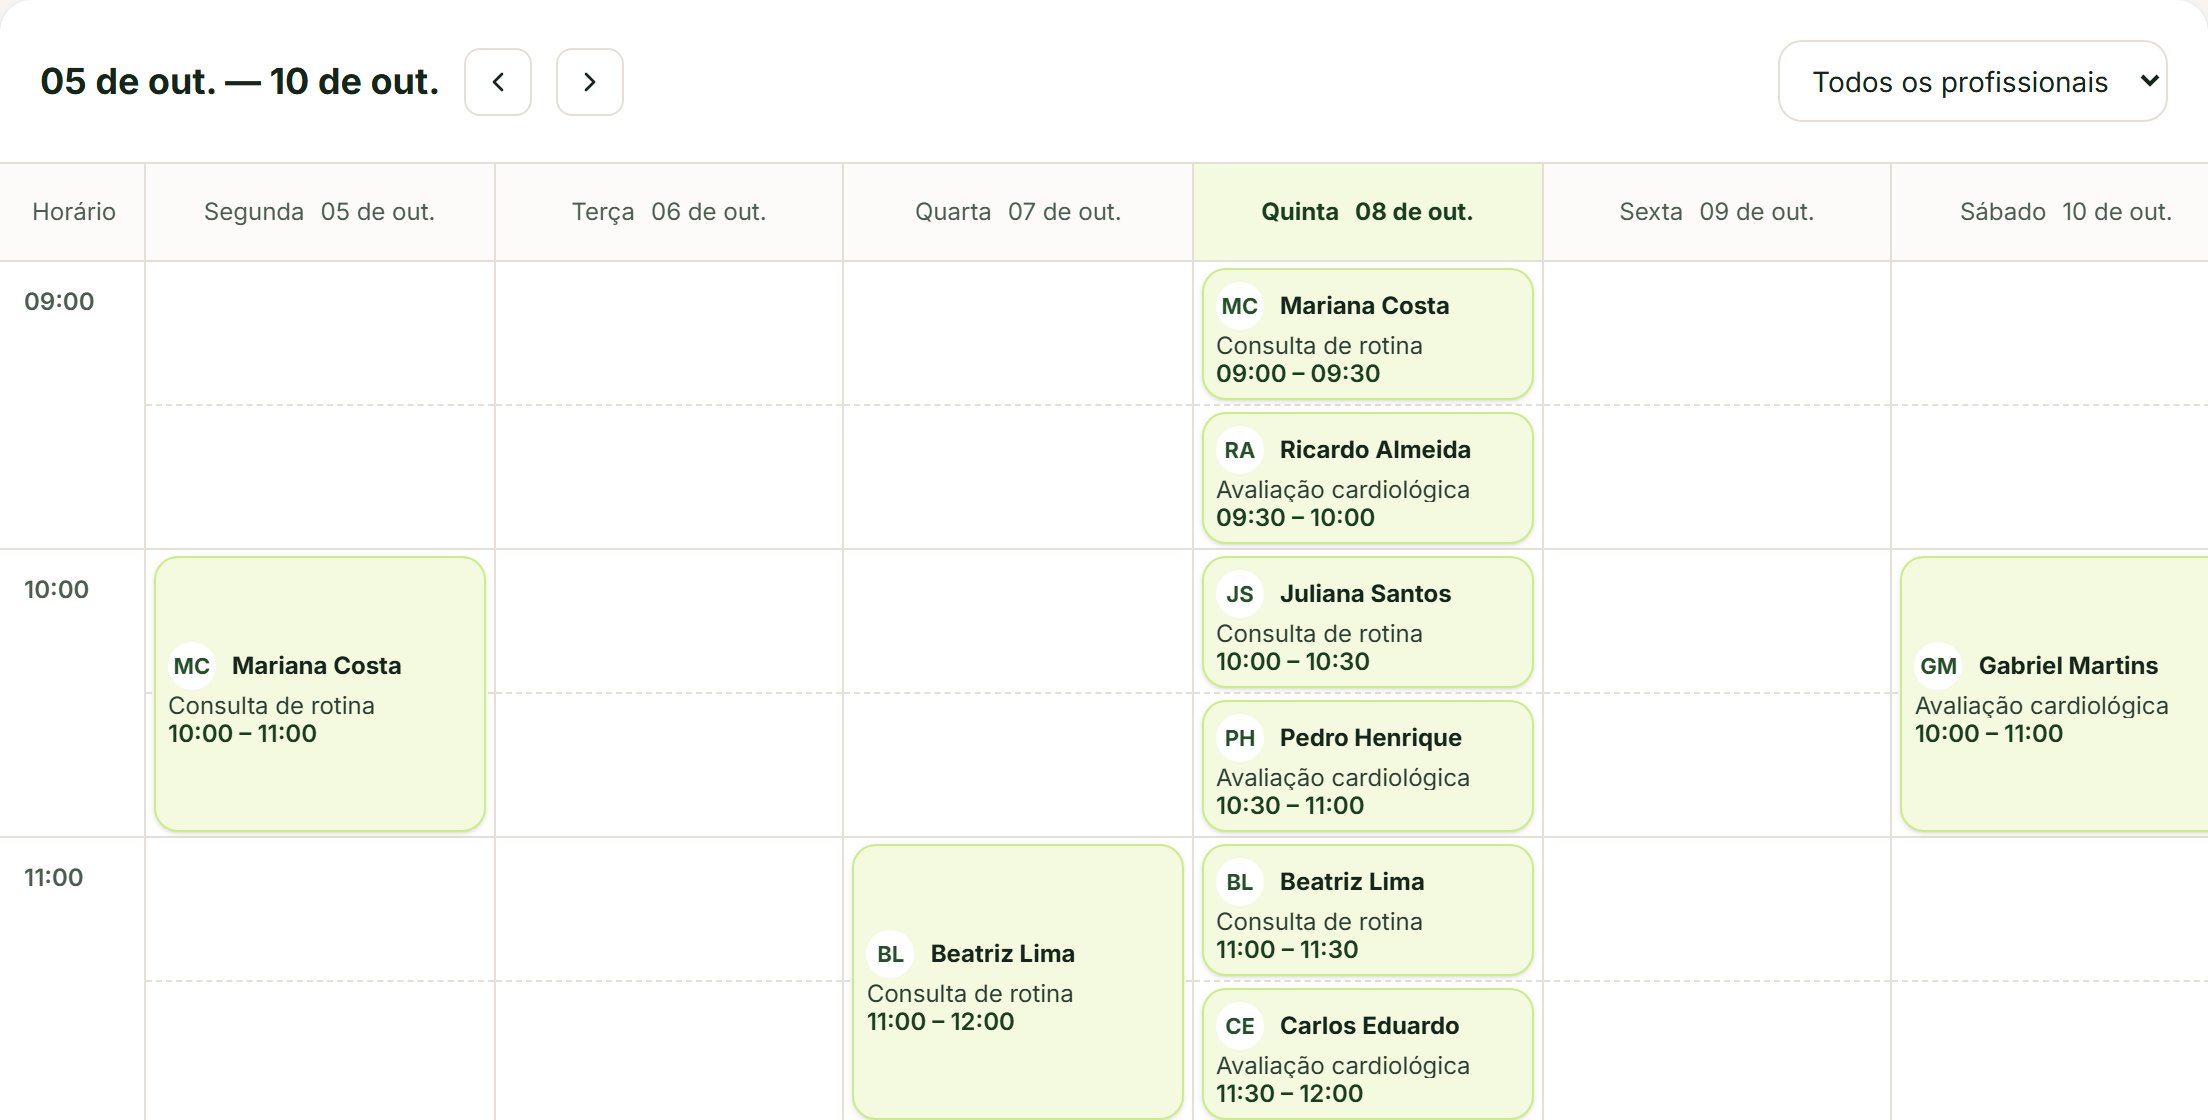 05 de out. — 10 de out.
Todos os profissionais
Horário
Segunda 05 de out.
Terça 06 de out.
Quarta 07 de out.
Quinta 08 de out.
Sexta 09 de out.
Sábado 10 de out.
09:00
MC Mariana Costa
Consulta de rotina
09:00 – 09:30
RA Ricardo Almeida
Avaliação cardiológica
09:30 – 10:00
10:00
MC Mariana Costa
Consulta de rotina
10:00 – 11:00
JS Juliana Santos
Consulta de rotina
10:00 – 10:30
PH Pedro Henrique
Avaliação cardiológica
10:30 – 11:00
GM Gabriel Martins
Avaliação cardiológica
10:00 – 11:00
11:00
BL Beatriz Lima
Consulta de rotina
11:00 – 12:00
BL Beatriz Lima
Consulta de rotina
11:00 – 11:30
CE Carlos Eduardo
Avaliação cardiológica
11:30 – 12:00